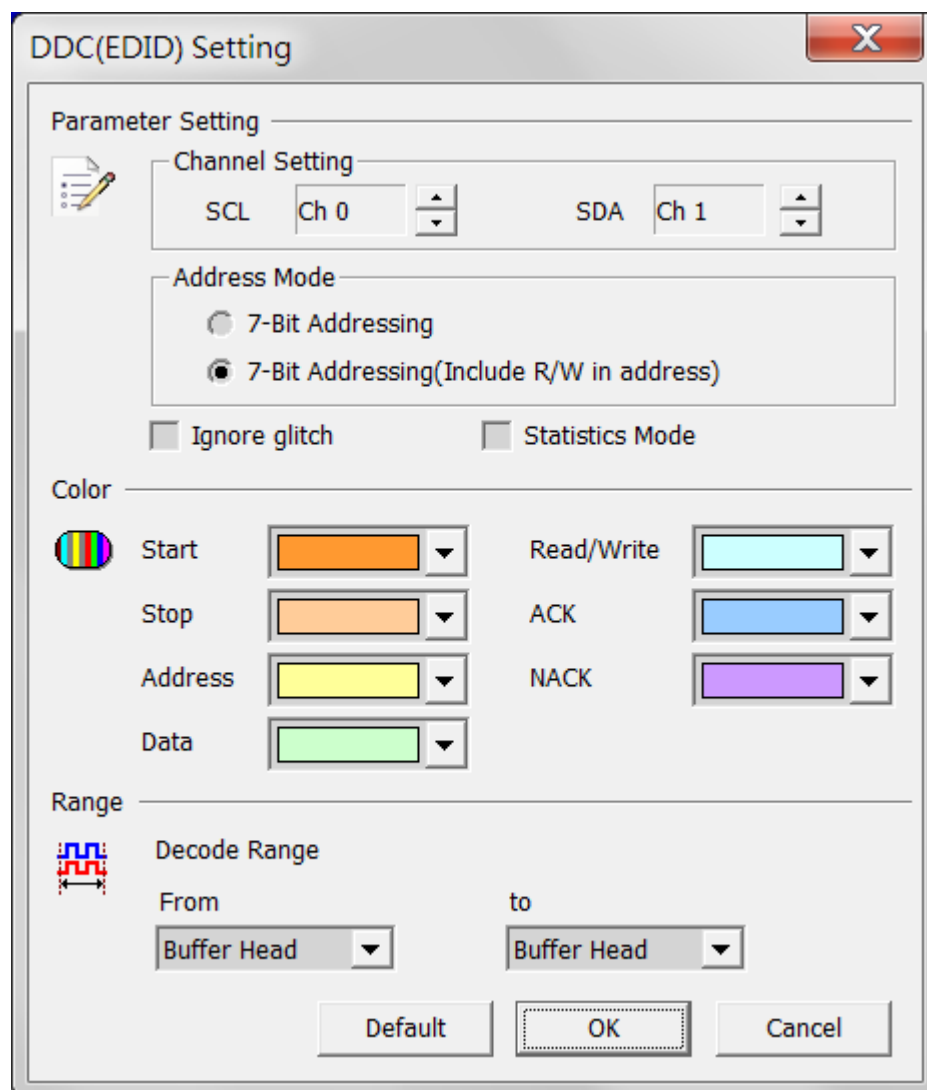 DDC(EDID) Setting
Parameter Setting
Channel Setting
SCL Ch 0 SDA Ch 1
Address Mode
7-Bit Addressing
7-Bit Addressing(Include R/W in address)
Ignore glitch Statistics Mode
Color
Start Read/Write
Stop ACK
Address NACK
Data
Range
Decode Range
From to
Buffer Head Buffer Head
Default OK Cancel